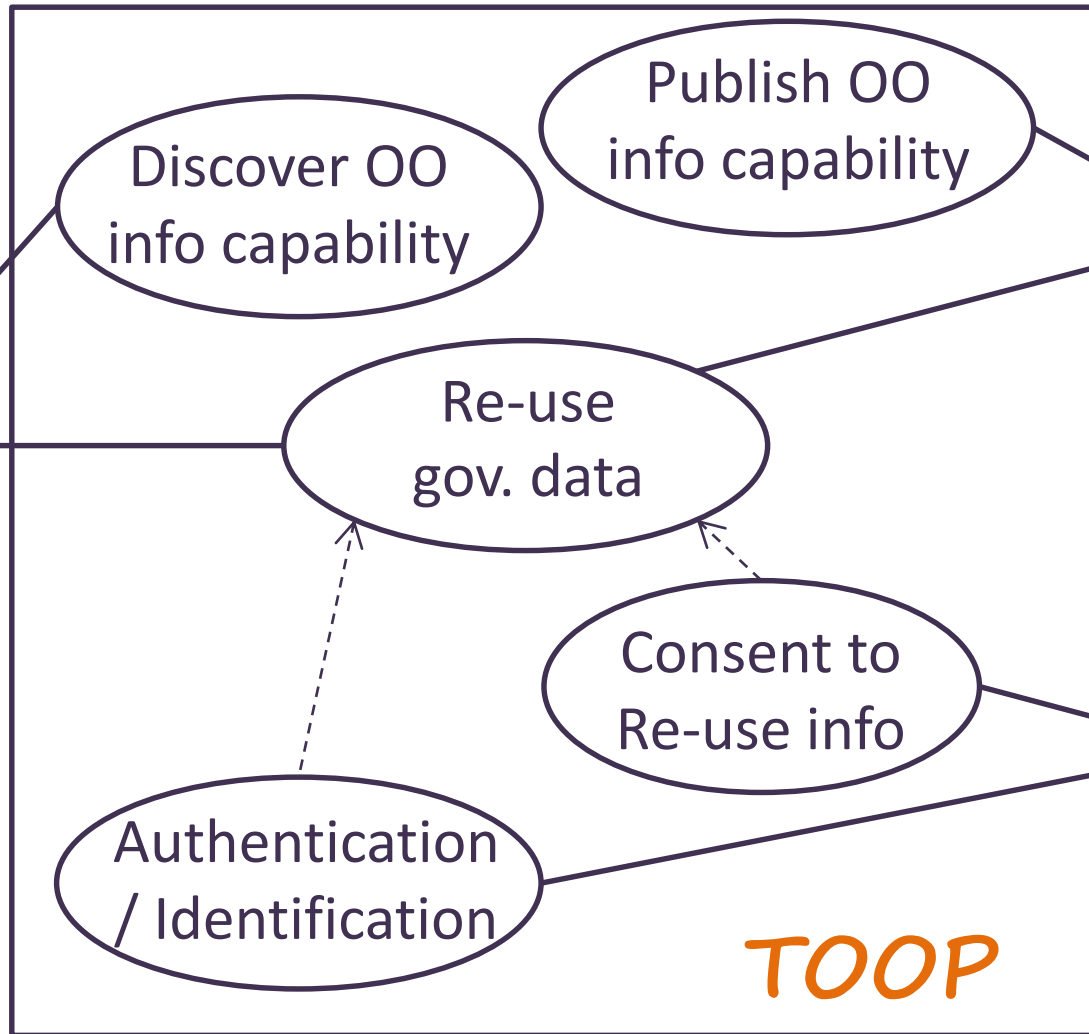 Publish OO
info capability
Discover OO
info capability
Re-use
gov. data
Consent to
Re-use info
Authentication
/ Identification
TOOP